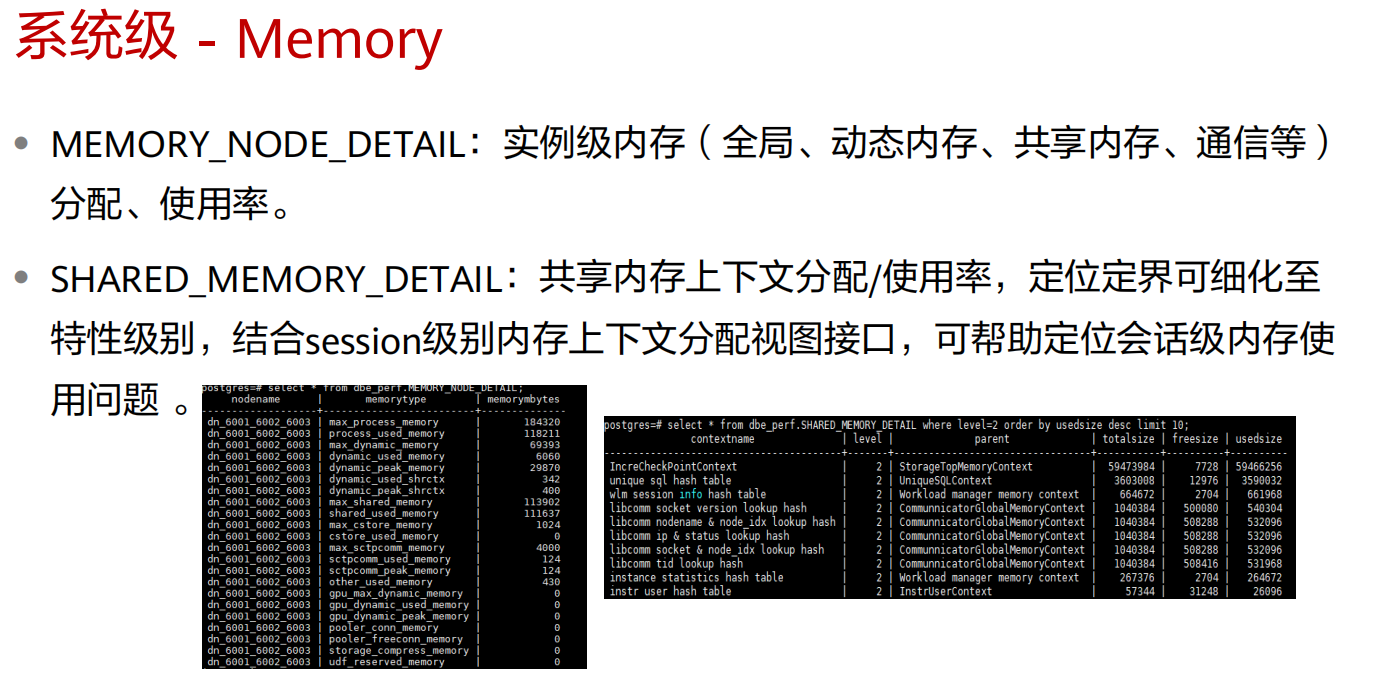 系统级 - Memory
• MEMORY_NODE_DETAIL：实例级内存（全局、动态内存、共享内存、通信等）
分配、使用率。
• SHARED_MEMORY_DETAIL：共享内存上下文分配/使用率，定位定界可细化至
特性级别，结合session级别内存上下文分配视图接口，可帮助定位会话级内存使
用问题 。
postgres=# select * from dbe_perf.MEMORY_NODE_DETAIL;
nodename | memorytype | memorymbytes
dn_6001_6002_6003 | max_process_memory | 184320
dn_6001_6002_6003 | process_used_memory | 118211
dn_6001_6002_6003 | max_dynamic_memory | 69393
dn_6001_6002_6003 | dynamic_used_memory | 6060
dn_6001_6002_6003 | dynamic_peak_memory | 29870
dn_6001_6002_6003 | dynamic_used_shrctx | 342
dn_6001_6002_6003 | dynamic_peak_shrctx | 400
dn_6001_6002_6003 | max_shared_memory | 113902
dn_6001_6002_6003 | shared_used_memory | 111637
dn_6001_6002_6003 | max_cstore_memory | 1024
dn_6001_6002_6003 | cstore_used_memory | 0
dn_6001_6002_6003 | max_sctpcomm_memory | 4000
dn_6001_6002_6003 | sctpcomm_used_memory | 124
dn_6001_6002_6003 | sctpcomm_peak_memory | 124
dn_6001_6002_6003 | other_used_memory | 430
dn_6001_6002_6003 | gpu_max_dynamic_memory | 0
dn_6001_6002_6003 | gpu_dynamic_used_memory | 0
dn_6001_6002_6003 | gpu_dynamic_peak_memory | 0
dn_6001_6002_6003 | pooler_conn_memory | 0
dn_6001_6002_6003 | pooler_freeconn_memory | 0
dn_6001_6002_6003 | storage_compress_memory | 0
dn_6001_6002_6003 | udf_reserved_memory | 0
postgres=# select * from dbe_perf.SHARED_MEMORY_DETAIL where level=2 order by usedsize desc limit 10;
contextname | level | parent | totalsize | freesize | usedsize
IncreCheckPointContext | 2 | StorageTopMemoryContext | 59473984 | 7728 | 59466256
unique sql hash table | 2 | UniqueSQLContext | 3603008 | 12976 | 3590032
wlm session info hash table | 2 | Workload manager memory context | 664672 | 2704 | 661968
libcomm socket version lookup hash | 2 | CommunnicatorGlobalMemoryContext | 1040384 | 500080 | 540304
libcomm nodename & node_idx lookup hash | 2 | CommunnicatorGlobalMemoryContext | 1040384 | 508288 | 532096
libcomm ip & status lookup hash | 2 | CommunnicatorGlobalMemoryContext | 1040384 | 508288 | 532096
libcomm socket & node_idx lookup hash | 2 | CommunnicatorGlobalMemoryContext | 1040384 | 508288 | 532096
libcomm tid lookup hash | 2 | CommunnicatorGlobalMemoryContext | 1040384 | 508416 | 531968
instance statistics hash table | 2 | Workload manager memory context | 267376 | 2704 | 264672
instr user hash table | 2 | InstrUserContext | 57344 | 31248 | 26096